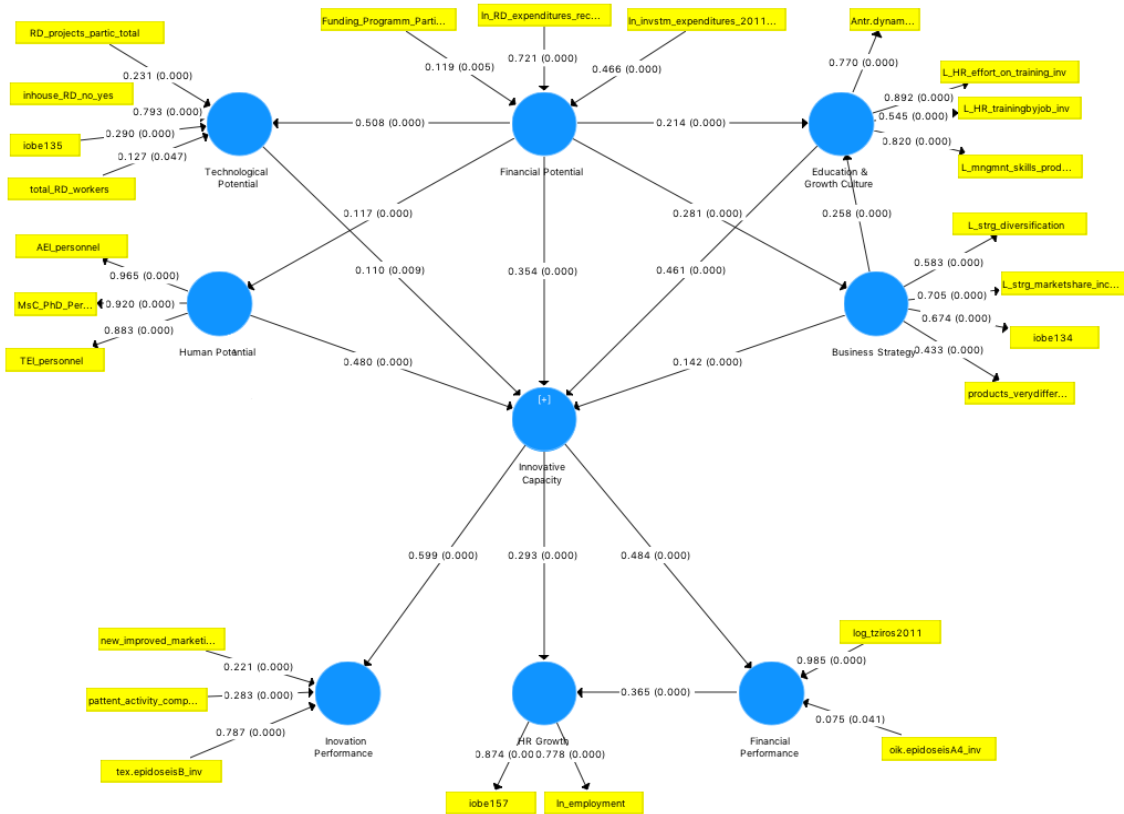 Funding_Programm_Parti...
ln_RD_expenditures_rec...
ln_invstm_expenditures_2011...
Antr.dynam...
RD_projects_partic_total
0.119 (0.005)
0.721 (0.000)
0.466 (0.000)
0.770 (0.000)
L_HR_effort_on_training_inv
0.231 (0.000)
0.892 (0.000)
inhouse_RD_no_yes
0.793 (0.000)
L_HR_trainingbyjob_inv
0.545 (0.000)
0.290 (0.000)
0.508 (0.000)
0.214 (0.000)
0.820 (0.000)
iobe135
0.127 (0.047)
L_mngmnt_skills_prod...
total_RD_workers
Technological
Potential
Financial Potential
Education &
Growth Culture
0.117 (0.000)
0.281 (0.000)
0.258 (0.000)
L_strg_diversification
AEI_personnel
0.583 (0.000)
0.965 (0.000)
0.110 (0.009)
0.354 (0.000)
0.461 (0.000)
L_strg_marketshare_inc...
MsC_PhD_Per...
0.920 (0.000)
0.705 (0.000)
0.674 (0.000)
0.883 (0.000)
iobe134
TEI_personnel
Human Potential
0.480 (0.000)
0.142 (0.000)
Business Strategy
0.433 (0.000)
products_verydiffer...
[+]
Innovative
Capacity
0.599 (0.000)
0.293 (0.000)
0.484 (0.000)
new_improved_marketi...
log_tziros2011
0.221 (0.000)
0.985 (0.000)
pattent_activity_comp...
0.283 (0.000)
0.365 (0.000)
0.075 (0.041)
0.787 (0.000)
Inovation
Performance
HR Growth
Financial
Performance
oik.epidoseisA4_inv
0.874 (0.00
0.778 (0.000)
tex.epidoseisB_inv
iobe157
ln_employment